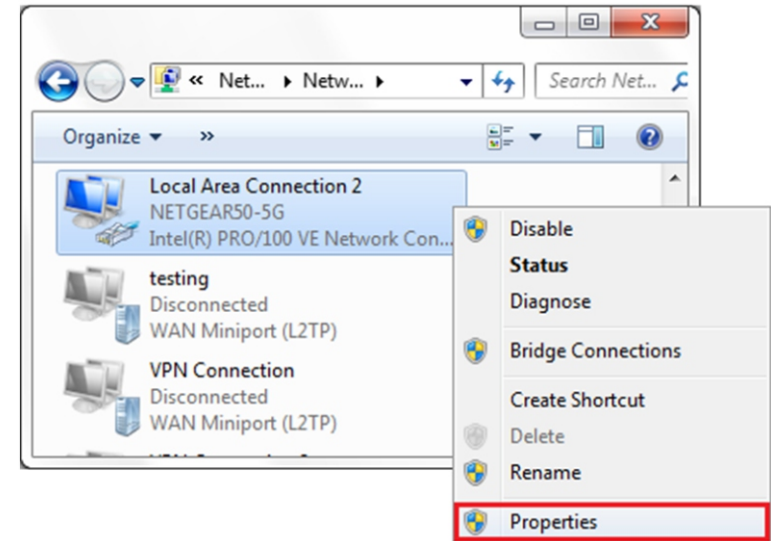 « Net... Netw... Search Net...
Organize »
Local Area Connection 2
NETGEAR50-5G
Intel(R) PRO/100 VE Network Con...
testing
Disconnected
WAN Miniport (L2TP)
VPN Connection
Disconnected
WAN Miniport (L2TP)
Disable
Status
Diagnose
Bridge Connections
Create Shortcut
Delete
Rename
Properties